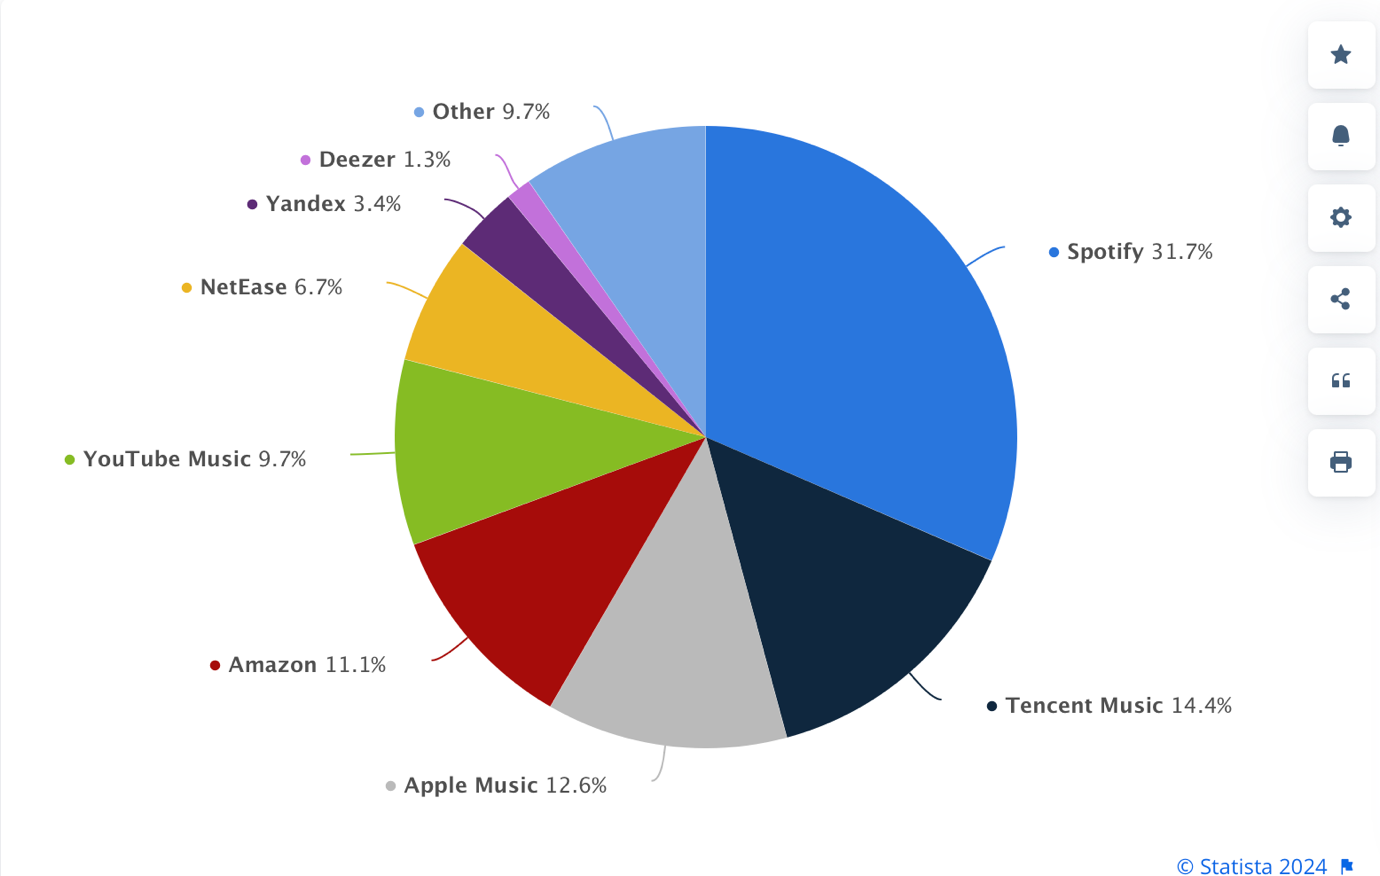 Other 9.7%
Deezer 1.3%
Yandex 3.4%
Spotify 31.7%
NetEase 6.7%
YouTube Music 9.7%
Amazon 11.1%
Tencent Music 14.4%
Apple Music 12.6%
© Statista 2024